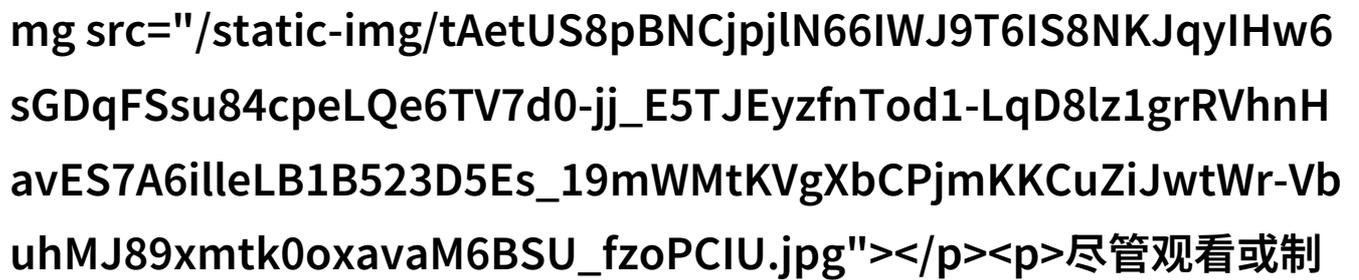 mg src="/static-img/tAetUS8pBNCjpjlN66IWJ9T6IS8NKJqyIHw6
sGDqFSsu84cpeLQe6TV7d0-jj_E5TJEyzfnTod1-LqD8lz1grRVhnH
avES7A6illeLB1B523D5Es_19mWMtKVgXbCPjmKKCuZiJwtWr-Vb
uhMJ89xmtk0oxavaM6BSU_fzoPCIU.jpg"></p><p>尽管观看或制